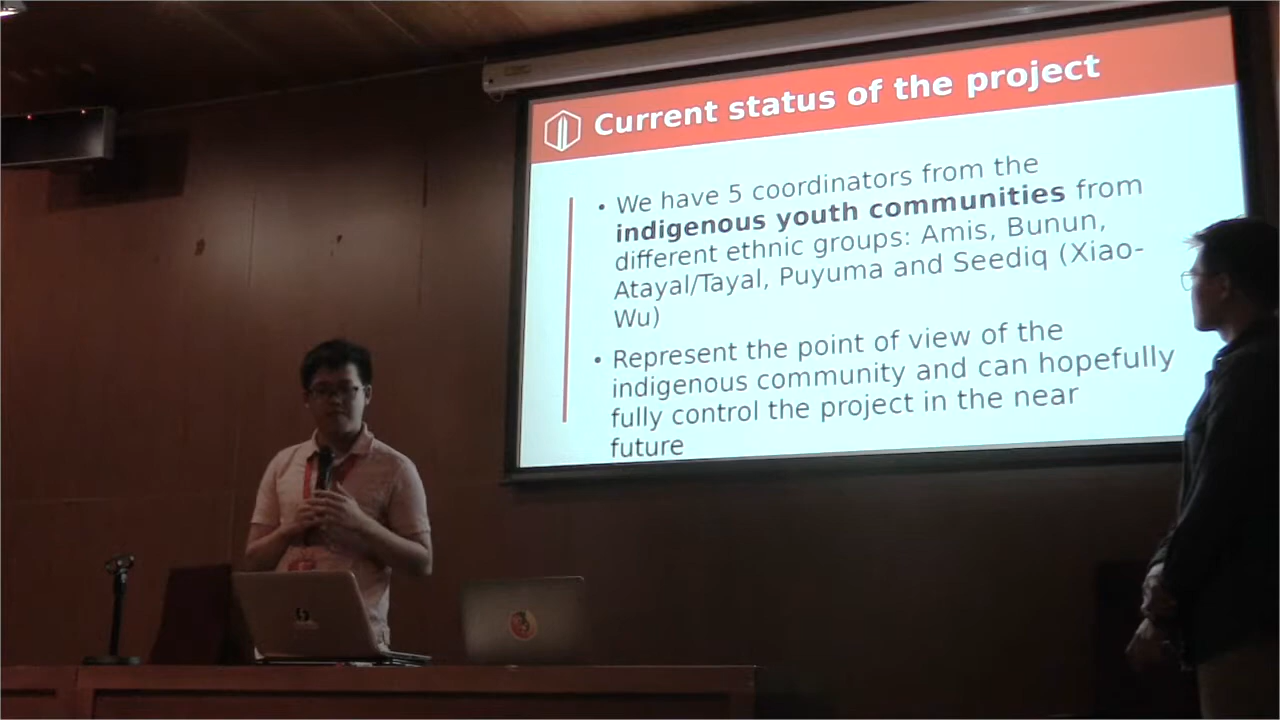 Current status of the project
• We have 5 coordinators from the
indigenous youth communities from
different ethnic groups: Amis, Bunun,
Atayal/Tayal, Puyuma and Seediq (Xiao-
Wu)
• Represent the point of view of the
indigenous community and can hopefully
fully control the project in the near
future